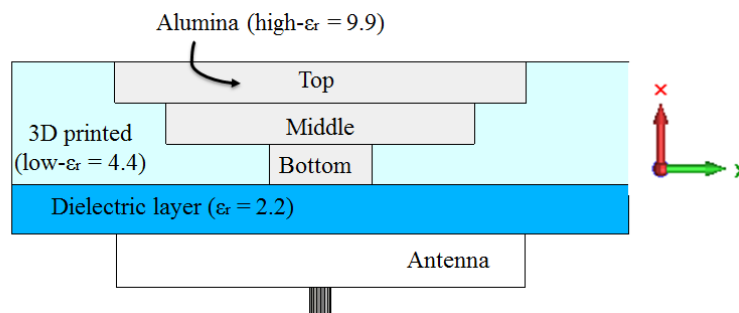 Alumina (high-εr = 9.9)
Top
Middle
3D printed
(low-εr = 4.4)
Bottom
Dielectric layer (εr = 2.2)
Antenna
X
Y